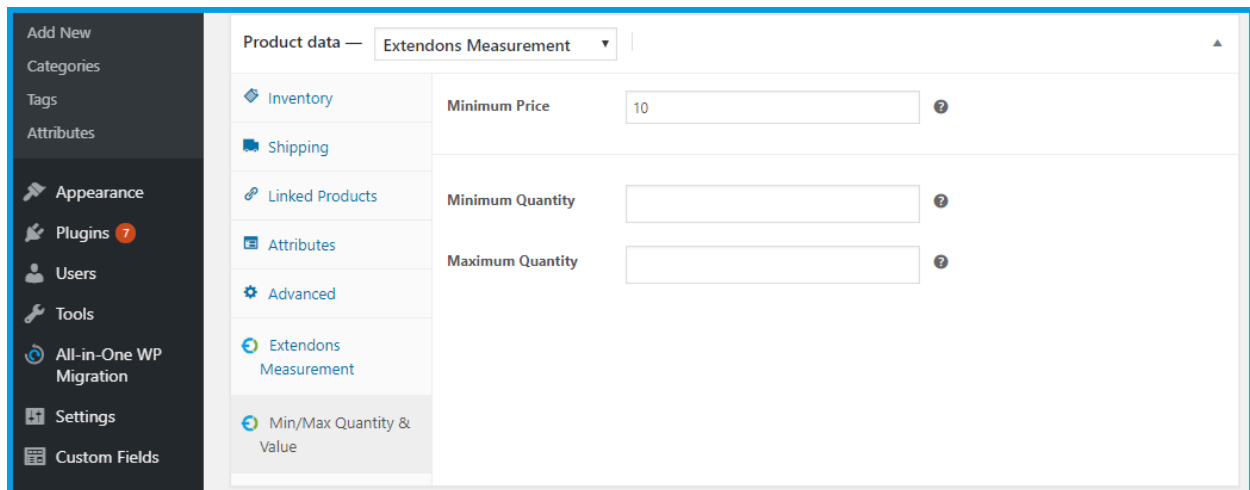 Add New
Categories
Tags
Attributes
Appearance
Plugins 7
Users
Tools
All-in-One WP
Migration
Settings
Custom Fields
Product data — Extendons Measurement
Inventory
Shipping
Linked Products
Attributes
Advanced
Extendons
Measurement
Min/Max Quantity &
Value
Minimum Price 10
Minimum Quantity
Maximum Quantity